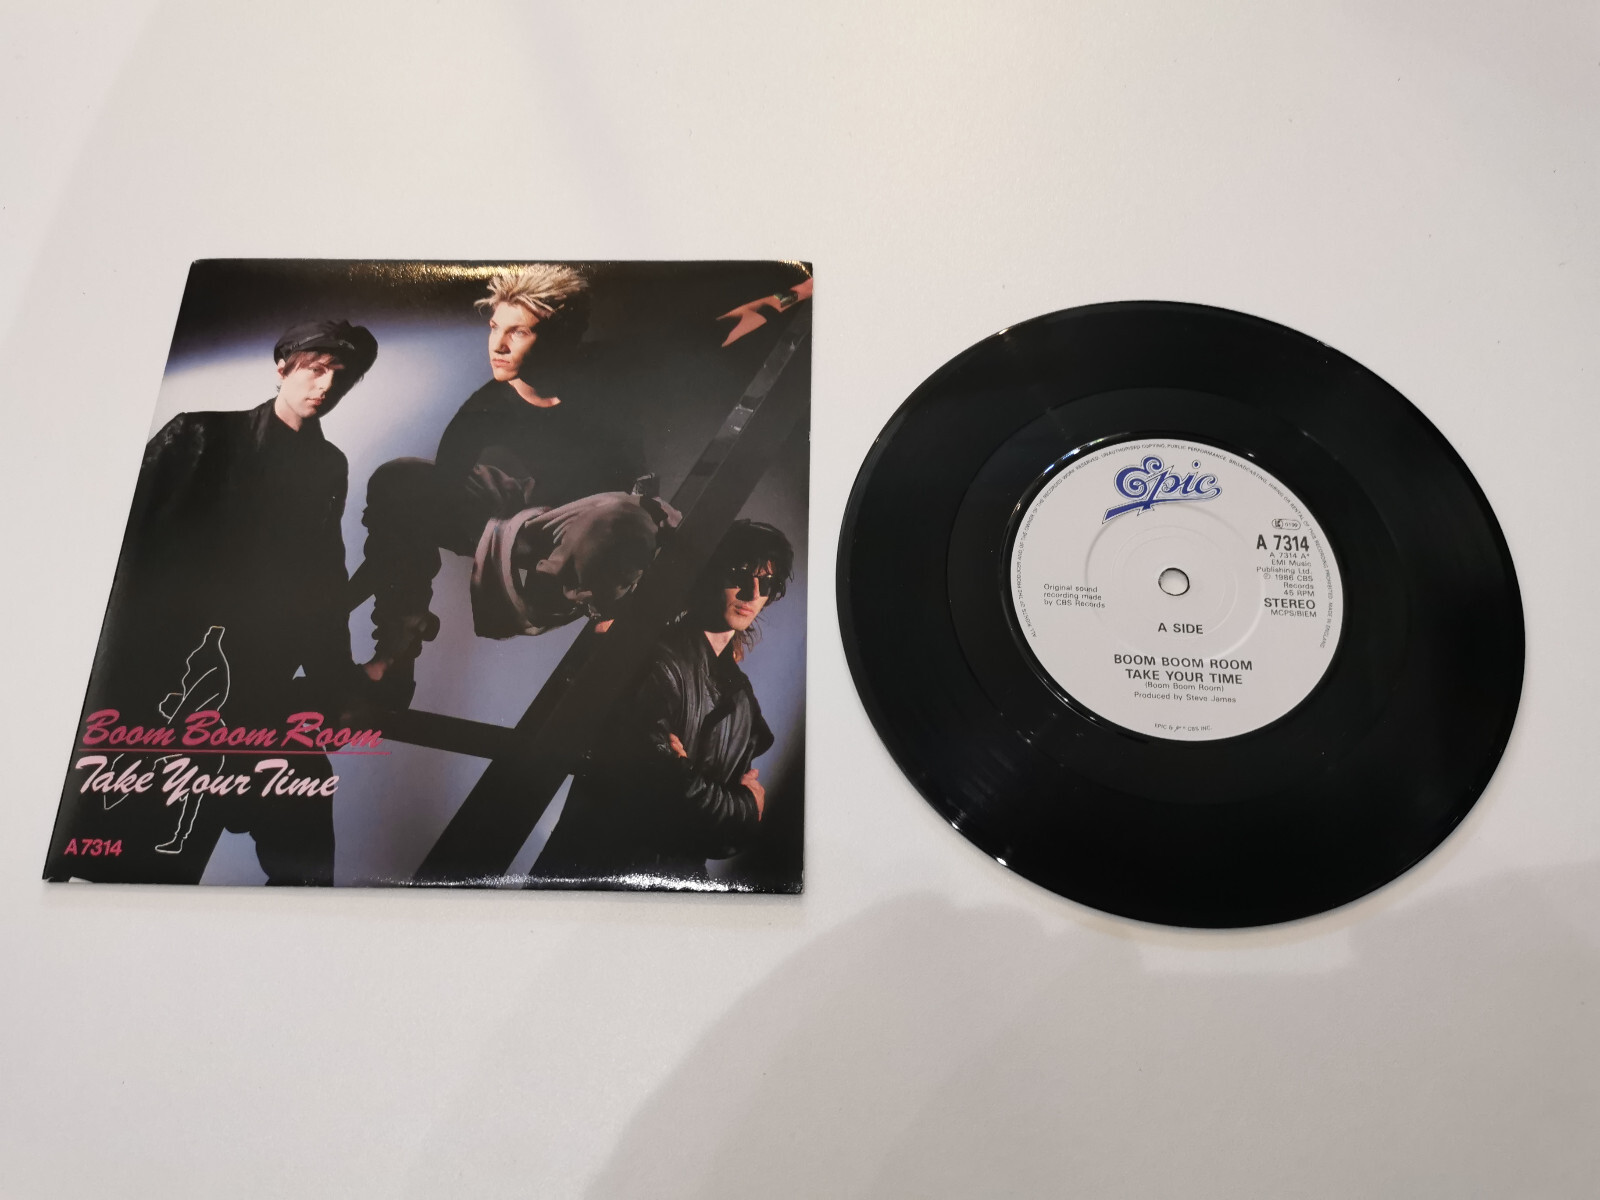 Boom Boom Room
Take Your Time
A 7314
Epic
A 7314
A 7314 A*
EMI Music
Publishing Ltd.
℗ 1986 CBS
Records
45 RPM
STEREO
MCPS/BIEM
Original sound
recording made
by CBS Records
A SIDE
BOOM BOOM ROOM
TAKE YOUR TIME
(Boom Boom Room)
Produced by Steve James